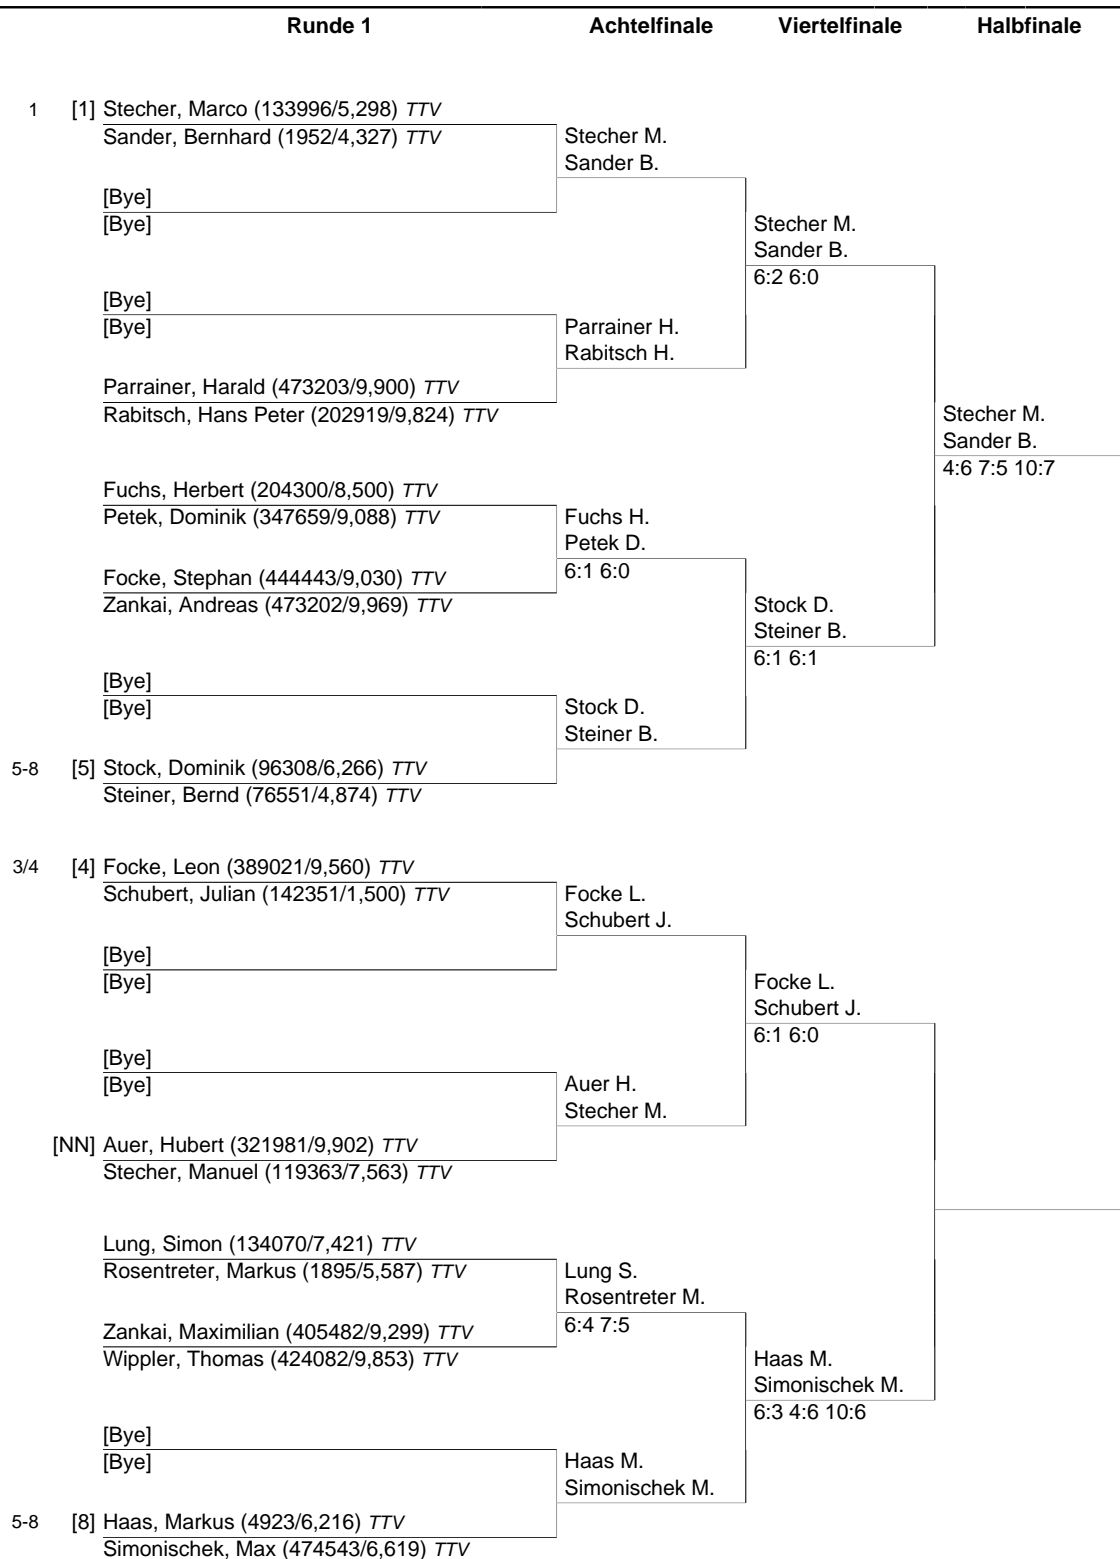 Runde 1 Achtelfinale Viertelfinale Halbfinale
1 [1] Stecher, Marco (133996/5,298) TTV
Sander, Bernhard (1952/4,327) TTV Stecher M.
Sander B.
[Bye]
[Bye] Stecher M.
Sander B.
6:2 6:0
[Bye]
[Bye] Parrainer H.
Rabitsch H.
Parrainer, Harald (473203/9,900) TTV
Rabitsch, Hans Peter (202919/9,824) TTV Stecher M.
Sander B.
4:6 7:5 10:7
Fuchs, Herbert (204300/8,500) TTV
Petek, Dominik (347659/9,088) TTV Fuchs H.
Petek D.
6:1 6:0
Focke, Stephan (444443/9,030) TTV
Zankai, Andreas (473202/9,969) TTV Stock D.
Steiner B.
6:1 6:1
[Bye]
[Bye] Stock D.
Steiner B.
5-8 [5] Stock, Dominik (96308/6,266) TTV
Steiner, Bernd (76551/4,874) TTV
3/4 [4] Focke, Leon (389021/9,560) TTV
Schubert, Julian (142351/1,500) TTV Focke L.
Schubert J.
[Bye]
[Bye] Focke L.
Schubert J.
6:1 6:0
[Bye]
[Bye] Auer H.
Stecher M.
[NN] Auer, Hubert (321981/9,902) TTV
Stecher, Manuel (119363/7,563) TTV
Lung, Simon (134070/7,421) TTV
Rosentreter, Markus (1895/5,587) TTV Lung S.
Rosentreter M.
6:4 7:5
Zankai, Maximilian (405482/9,299) TTV
Wippler, Thomas (424082/9,853) TTV Haas M.
Simonischek M.
6:3 4:6 10:6
[Bye]
[Bye] Haas M.
Simonischek M.
5-8 [8] Haas, Markus (4923/6,216) TTV
Simonischek, Max (474543/6,619) TTV